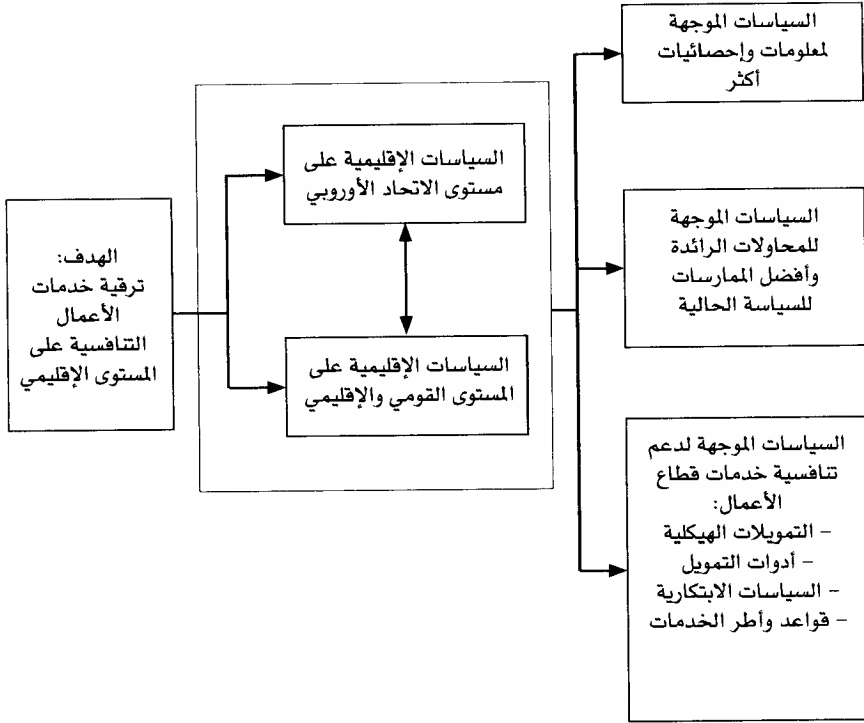 السياسات الموجهة
لمعلومات وإحصائيات
أكثر
السياسات الإقليمية على
مستوى الاتحاد الأوروبي
السياسات الموجهة
للمحاولات الرائدة
وأفضل الممارسات
للسياسة الحالية
الهدف:
ترقية خدمات
الأعمال
التنافسية على
المستوى الإقليمي
السياسات الإقليمية على
المستوى القومي والإقليمي
السياسات الموجهة لدعم
تنافسية خدمات قطاع
الأعمال:
– التمويلات الهيكلية
– أدوات التمويل
– السياسات الابتكارية
– قواعد وأطر الخدمات